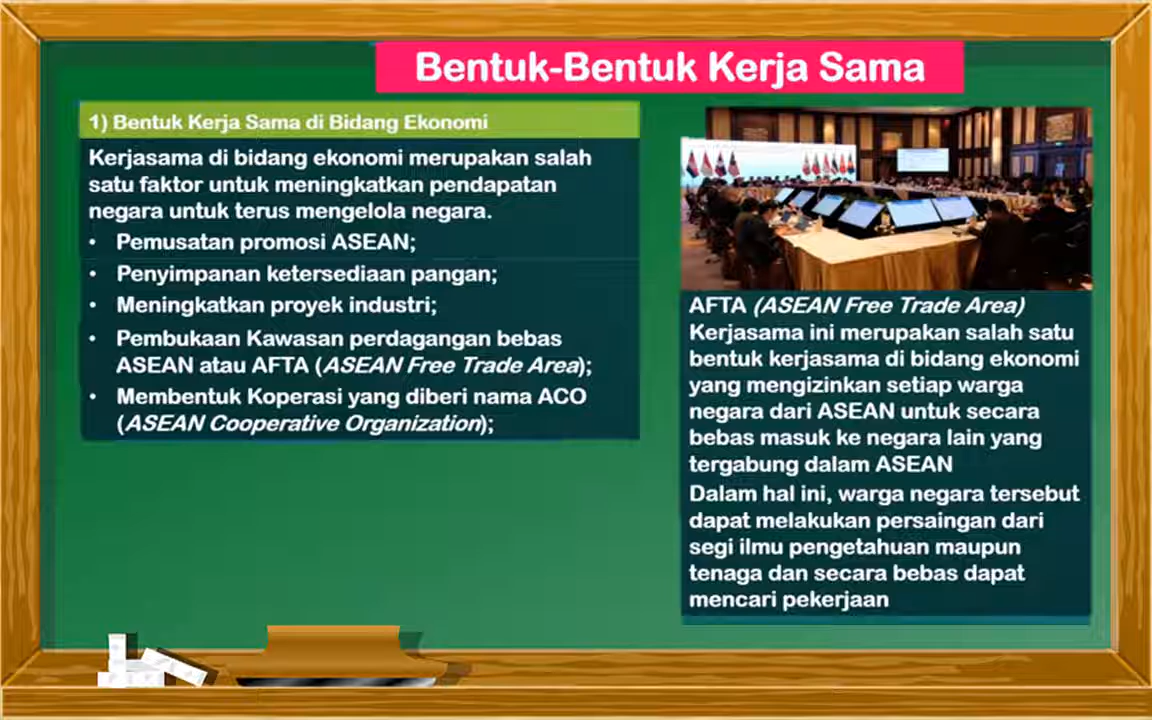 Bentuk-Bentuk Kerja Sama
1) Bentuk Kerja Sama di Bidang Ekonomi
Kerjasama di bidang ekonomi merupakan salah
satu faktor untuk meningkatkan pendapatan
negara untuk terus mengelola negara.
• Pemusatan promosi ASEAN;
• Penyimpanan ketersediaan pangan;
• Meningkatkan proyek industri;
• Pembukaan Kawasan perdagangan bebas
ASEAN atau AFTA (ASEAN Free Trade Area);
• Membentuk Koperasi yang diberi nama ACO
(ASEAN Cooperative Organization);
AFTA (ASEAN Free Trade Area)
Kerjasama ini merupakan salah satu
bentuk kerjasama di bidang ekonomi
yang mengizinkan setiap warga
negara dari ASEAN untuk secara
bebas masuk ke negara lain yang
tergabung dalam ASEAN
Dalam hal ini, warga negara tersebut
dapat melakukan persaingan dari
segi ilmu pengetahuan maupun
tenaga dan secara bebas dapat
mencari pekerjaan